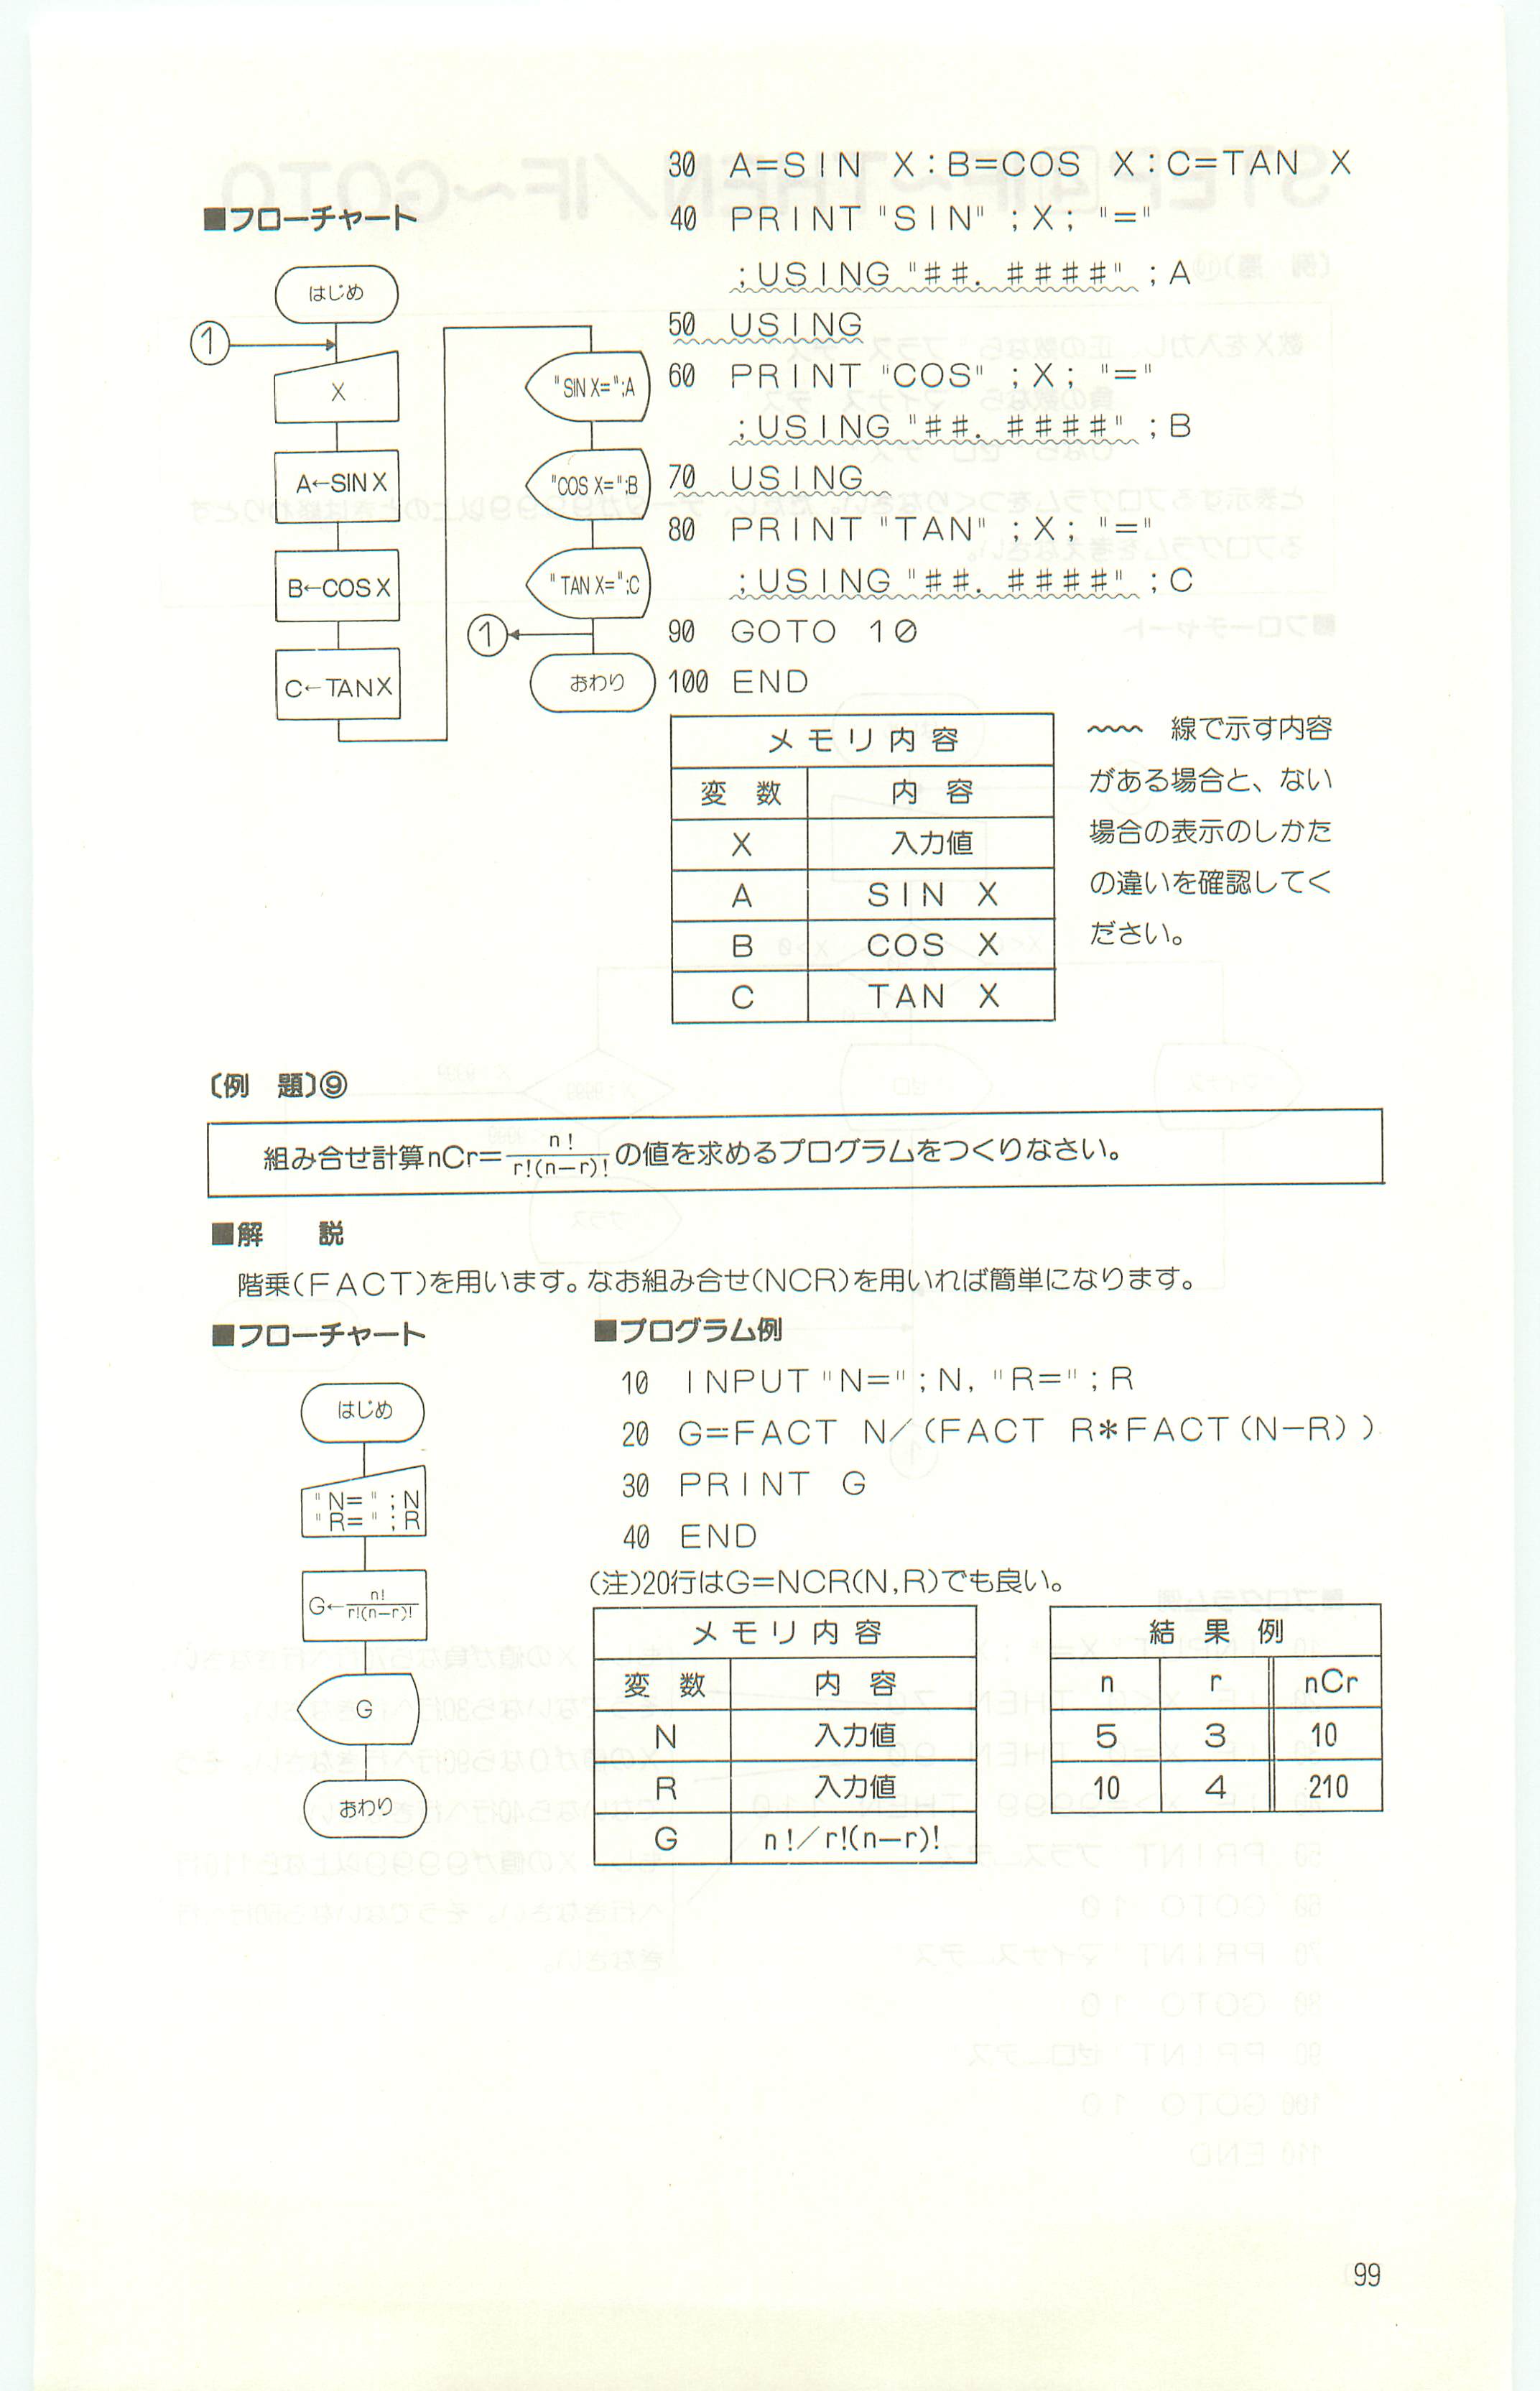 30 A=SIN X:B=COS X:C=TAN X
■フローチャート
40 PRINT "SIN";X;"="
;USING "##.####";A
50 USING
60 PRINT "COS";X;"="
;USING "##.####";B
70 USING
80 PRINT "TAN";X;"="
;USING "##.####";C
90 GOTO 10
100 END
はじめ
①
X
A←SIN X
B←COS X
C←TAN X
"SIN X=";A
"COS X=";B
"TAN X=";C
①
おわり
メモリ内容
変 数 内 容
X 入力値
A SIN X
B COS X
C TAN X
〜〜 線で示す内容
がある場合と、ない
場合の表示のしかた
の違いを確認してく
ださい。
〔例 題〕⑨
組み合せ計算nCr=n!/r!(n−r)!の値を求めるプログラムをつくりなさい。
■解 説
階乗(FACT)を用います。なお組み合せ(NCR)を用いれば簡単になります。
■フローチャート
はじめ
"N=";N
"R=";R
G←n!/r!(n−r)!
G
おわり
■プログラム例
10 INPUT "N=";N,"R=";R
20 G=FACT N/(FACT R*FACT(N−R))
30 PRINT G
40 END
(注)20行はG=NCR(N,R)でも良い。
メモリ内容
変 数 内 容
N 入力値
R 入力値
G n!/r!(n−r)!
結 果 例
n r nCr
5 3 10
10 4 210
99